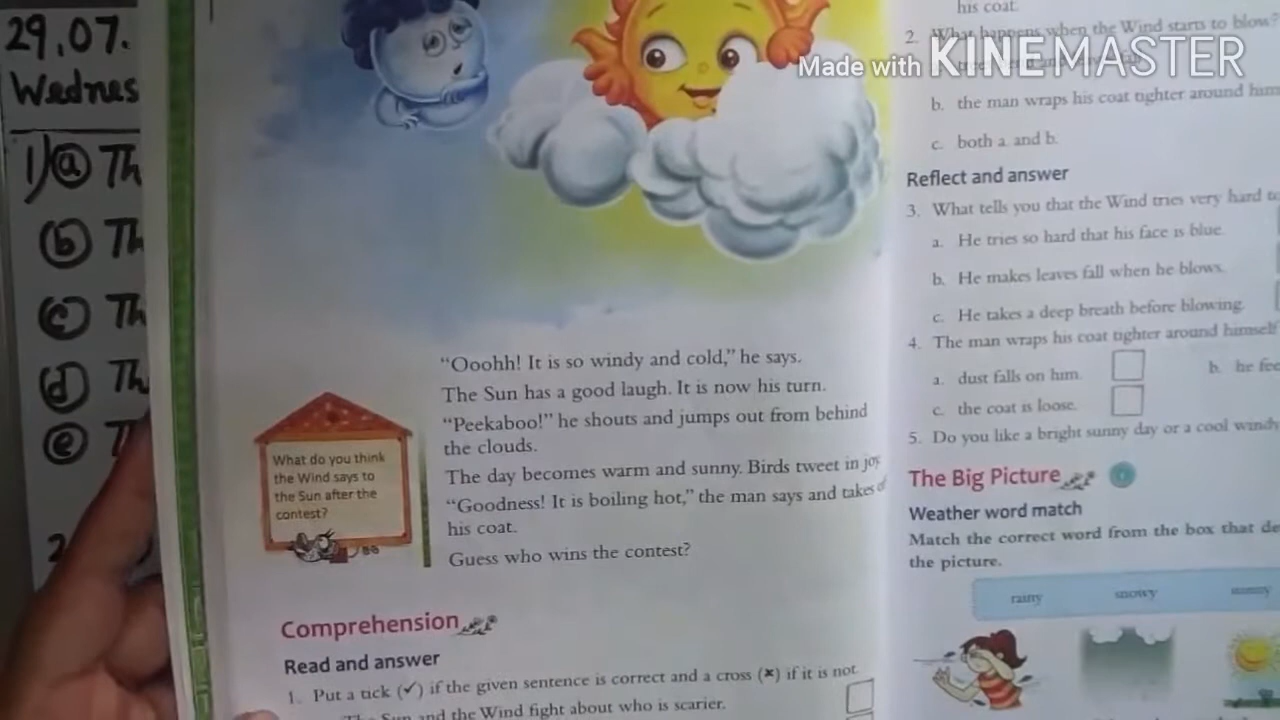 29.07.
Wednes
1) a Th
b Th
c Th
d Th
e
2
"Ooohh! It is so windy and cold," he says.
The Sun has a good laugh. It is now his turn.
"Peekaboo!" he shouts and jumps out from behind
the clouds.
The day becomes warm and sunny. Birds tweet in joy
"Goodness! It is boiling hot," the man says and takes of
his coat.
Guess who wins the contest?
What do you think
the Wind says to
the Sun after the
contest?
Comprehension
Read and answer
1. Put a tick (✓) if the given sentence is correct and a cross (✗) if it is not.
The Sun and the Wind fight about who is scarier.
his coat.
2. What happens when the Wind starts to blow?
Made with KINEMASTER
b. the man wraps his coat tighter around him
c. both a. and b.
Reflect and answer
3. What tells you that the Wind tries very hard to
a. He tries so hard that his face is blue.
b. He makes leaves fall when he blows.
c. He takes a deep breath before blowing.
4. The man wraps his coat tighter around himself
a. dust falls on him. b. he fee
c. the coat is loose.
5. Do you like a bright sunny day or a cool windy
The Big Picture
Weather word match
Match the correct word from the box that de
the picture.
rainy snowy sunny